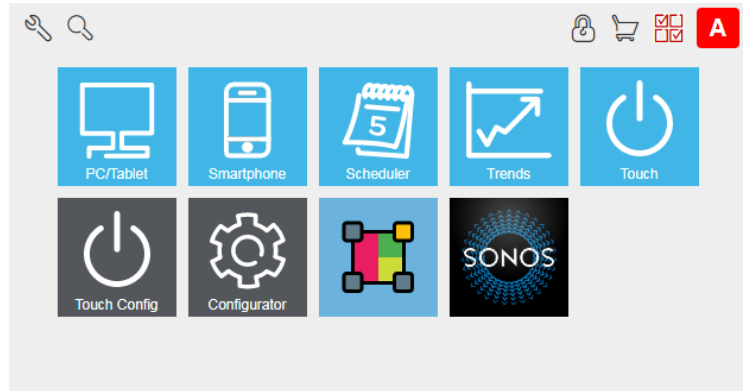 A
PC/Tablet
Smartphone
5
Scheduler
Trends
Touch
Touch Config
Configurator
SONOS